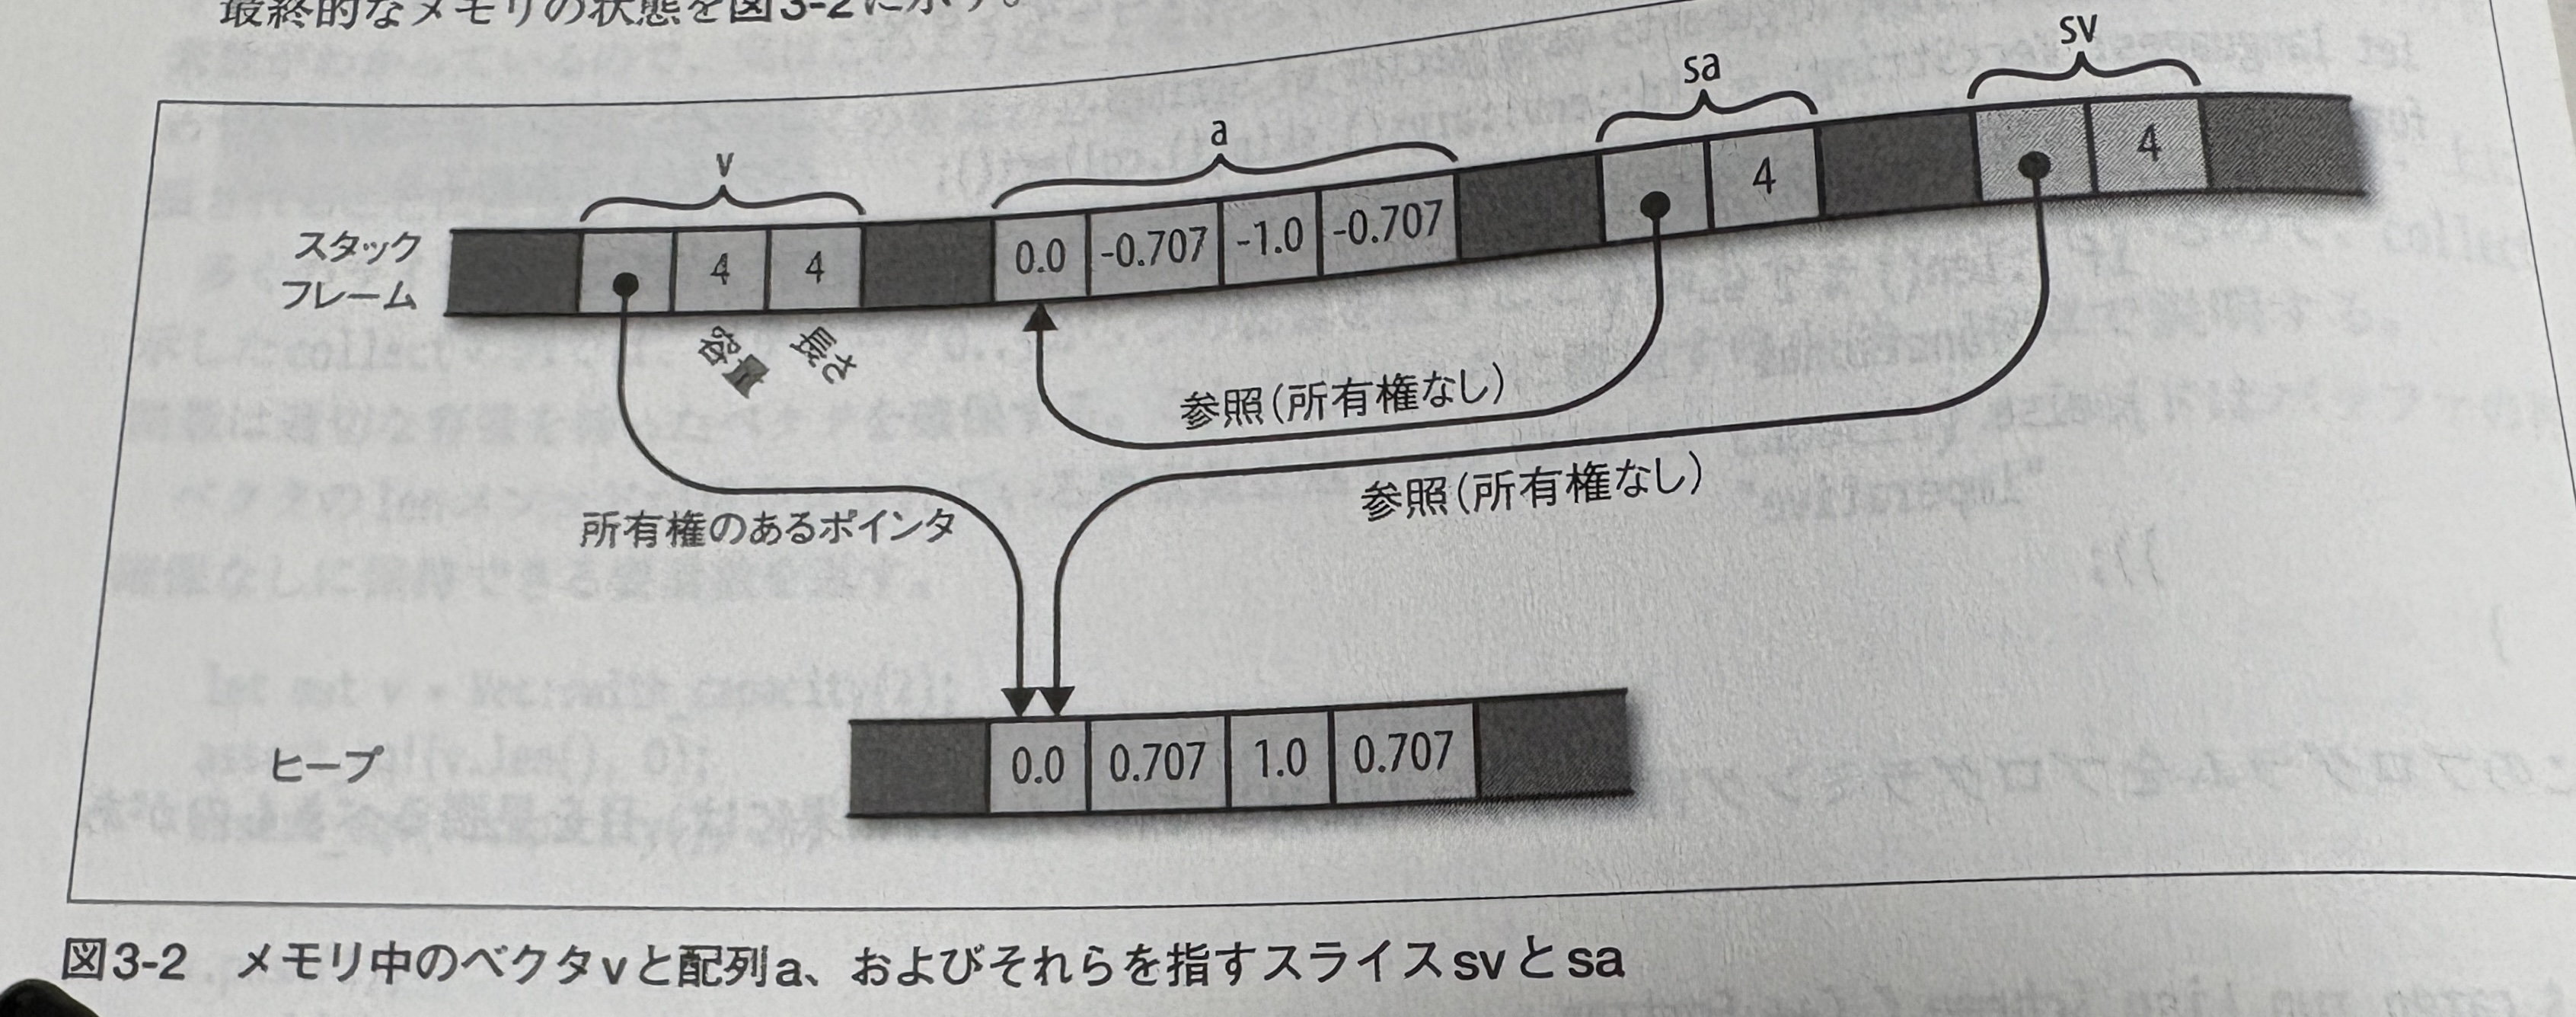 最終的なメモリの状態を図3-2に示す。
v
a
sa
sv
スタック
フレーム
4
4
0.0
-0.707
-1.0
-0.707
4
4
容量
長さ
参照(所有権なし)
参照(所有権なし)
所有権のあるポインタ
ヒープ
0.0
0.707
1.0
0.707
図3-2 メモリ中のベクタvと配列a、およびそれらを指すスライスsvとsa